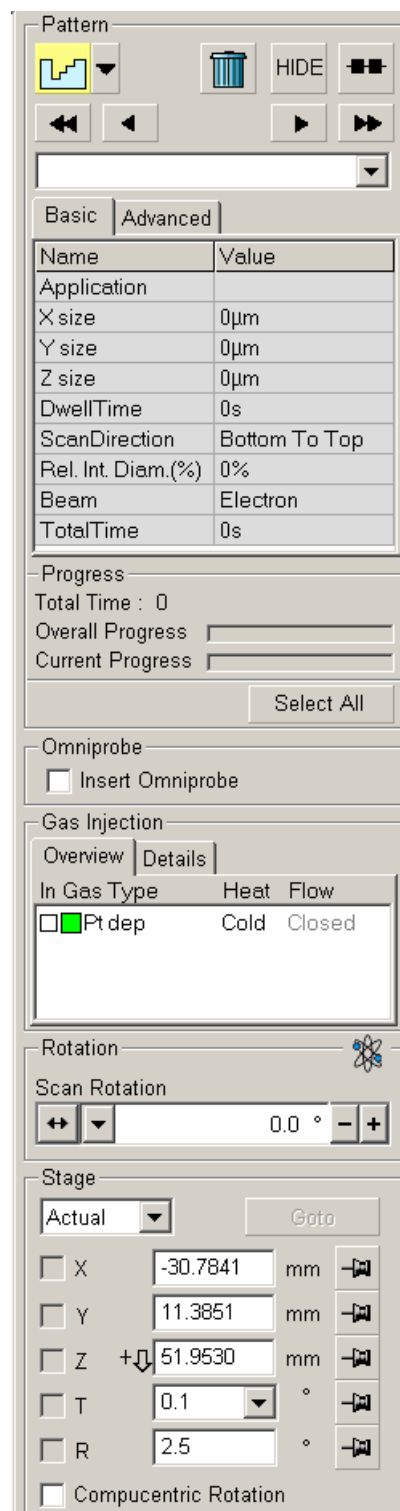 Pattern
HIDE
Basic Advanced
Name Value
Application
X size 0µm
Y size 0µm
Z size 0µm
DwellTime 0s
ScanDirection Bottom To Top
Rel. Int. Diam.(%) 0%
Beam Electron
TotalTime 0s
Progress
Total Time : 0
Overall Progress
Current Progress
Select All
Omniprobe
Insert Omniprobe
Gas Injection
Overview Details
In Gas Type Heat Flow
Pt dep Cold Closed
Rotation
Scan Rotation
0.0 ° − +
Stage
Actual Goto
X -30.7841 mm
Y 11.3851 mm
Z + 51.9530 mm
T 0.1 °
R 2.5 °
Compucentric Rotation